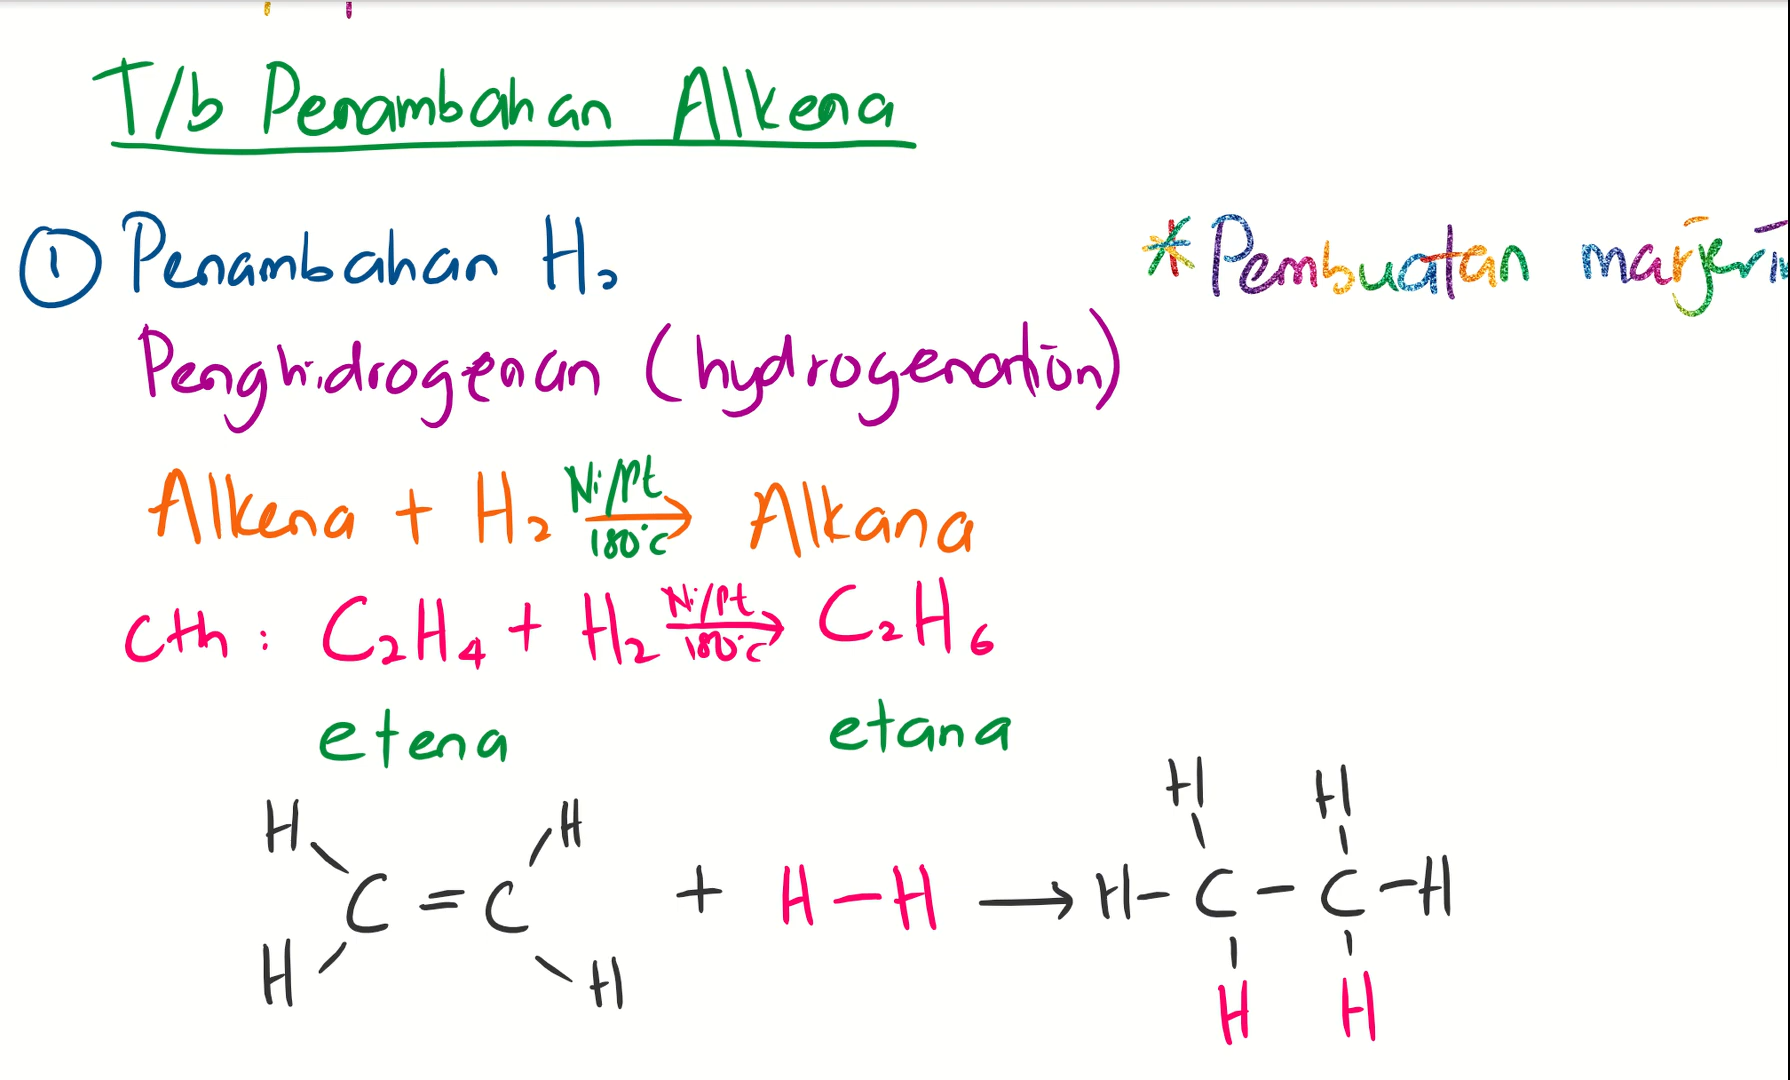 T/b Penambahan Alkena
① Penambahan H₂
* Pembuatan marjerin
Penghidrogenan (hydrogenation)
Alkena + H₂ Ni/Pt → 180°C Alkana
Cth : C₂H₄ + H₂ Ni/Pt → 180°C C₂H₆
etena etana
H H H H
C = C + H – H → H – C – C – H
H H H H